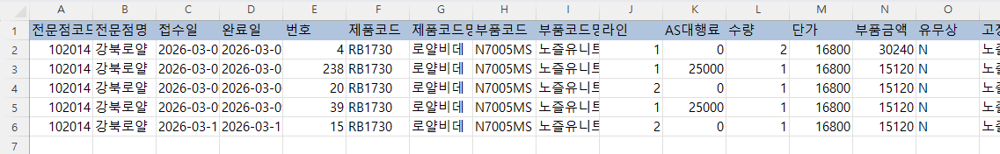 A B C D E F G H I J K L M N O
1 전문점코드 전문점명 접수일 완료일 번호 제품코드 제품코드명 부품코드 부품코드명 라인 AS대행료 수량 단가 부품금액 유무상 고장
2 102014 강북로얄 2026-03-0 2026-03-0 4 RB1730 로얄비데 N7005MS 노즐유니트 1 0 2 16800 30240 N 노즐
3 102014 강북로얄 2026-03-0 2026-03-0 238 RB1730 로얄비데 N7005MS 노즐유니트 1 25000 1 16800 15120 N 노즐
4 102014 강북로얄 2026-03-0 2026-03-0 20 RB1730 로얄비데 N7005MS 노즐유니트 2 0 1 16800 15120 N 노즐
5 102014 강북로얄 2026-03-0 2026-03-0 39 RB1730 로얄비데 N7005MS 노즐유니트 1 25000 1 16800 15120 N 노즐
6 102014 강북로얄 2026-03-1 2026-03-1 15 RB1730 로얄비데 N7005MS 노즐유니트 2 0 1 16800 15120 N 노즐
7